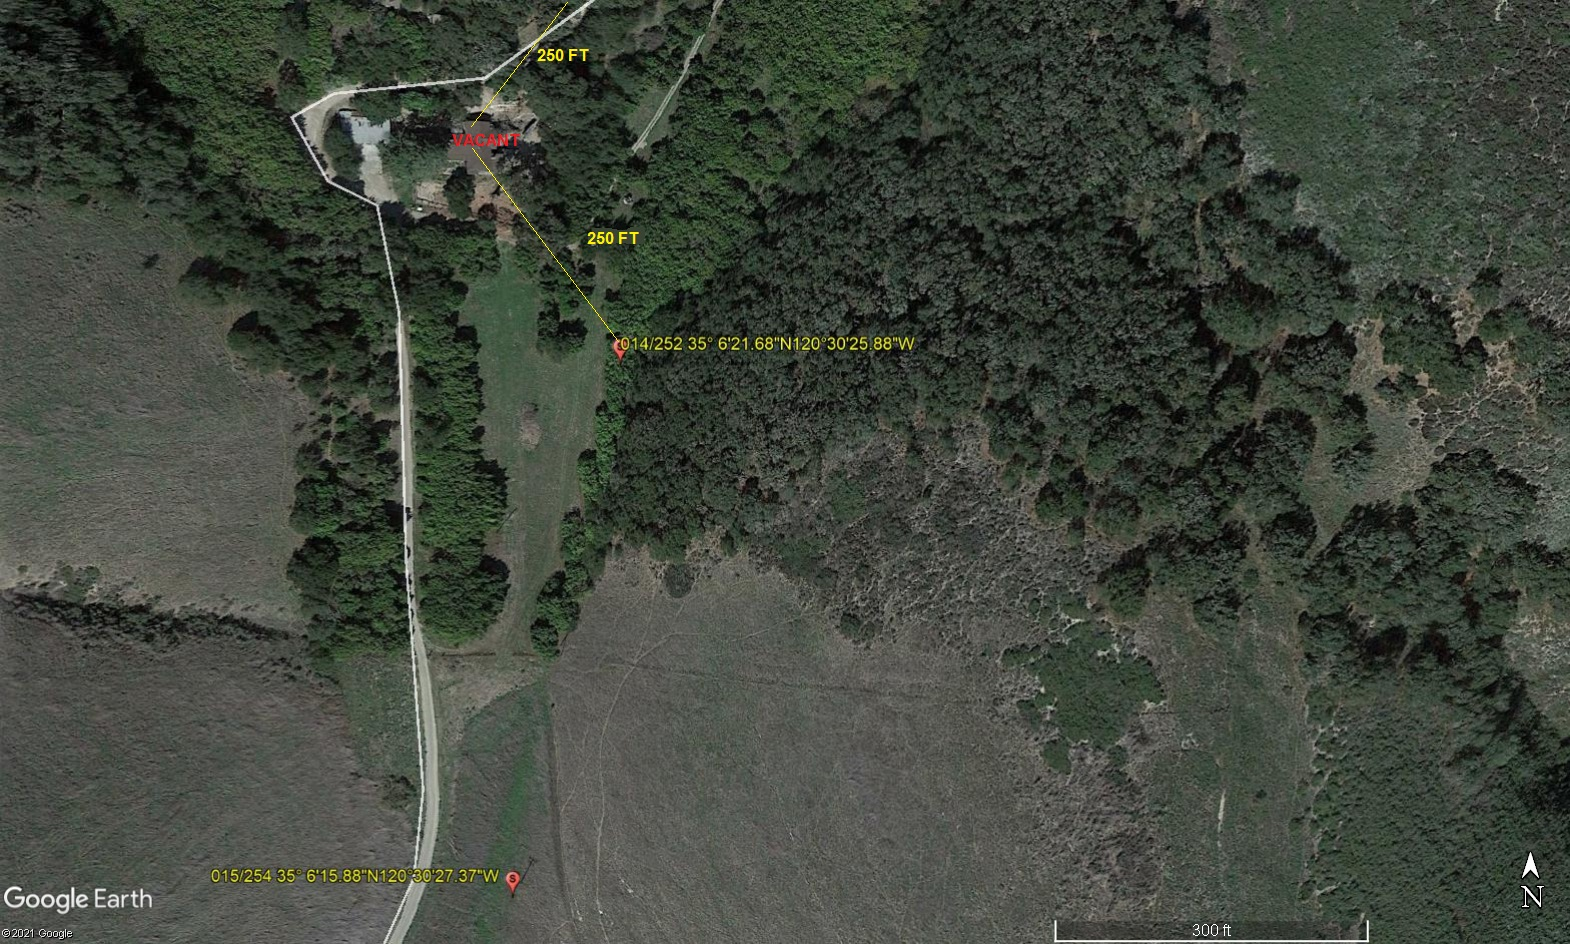 250 FT
VACANT
250 FT
014/252 35° 6'21.68"N120°30'25.88"W
015/254 35° 6'15.88"N120°30'27.37"W
S
Google Earth
©2021 Google
300 ft
N